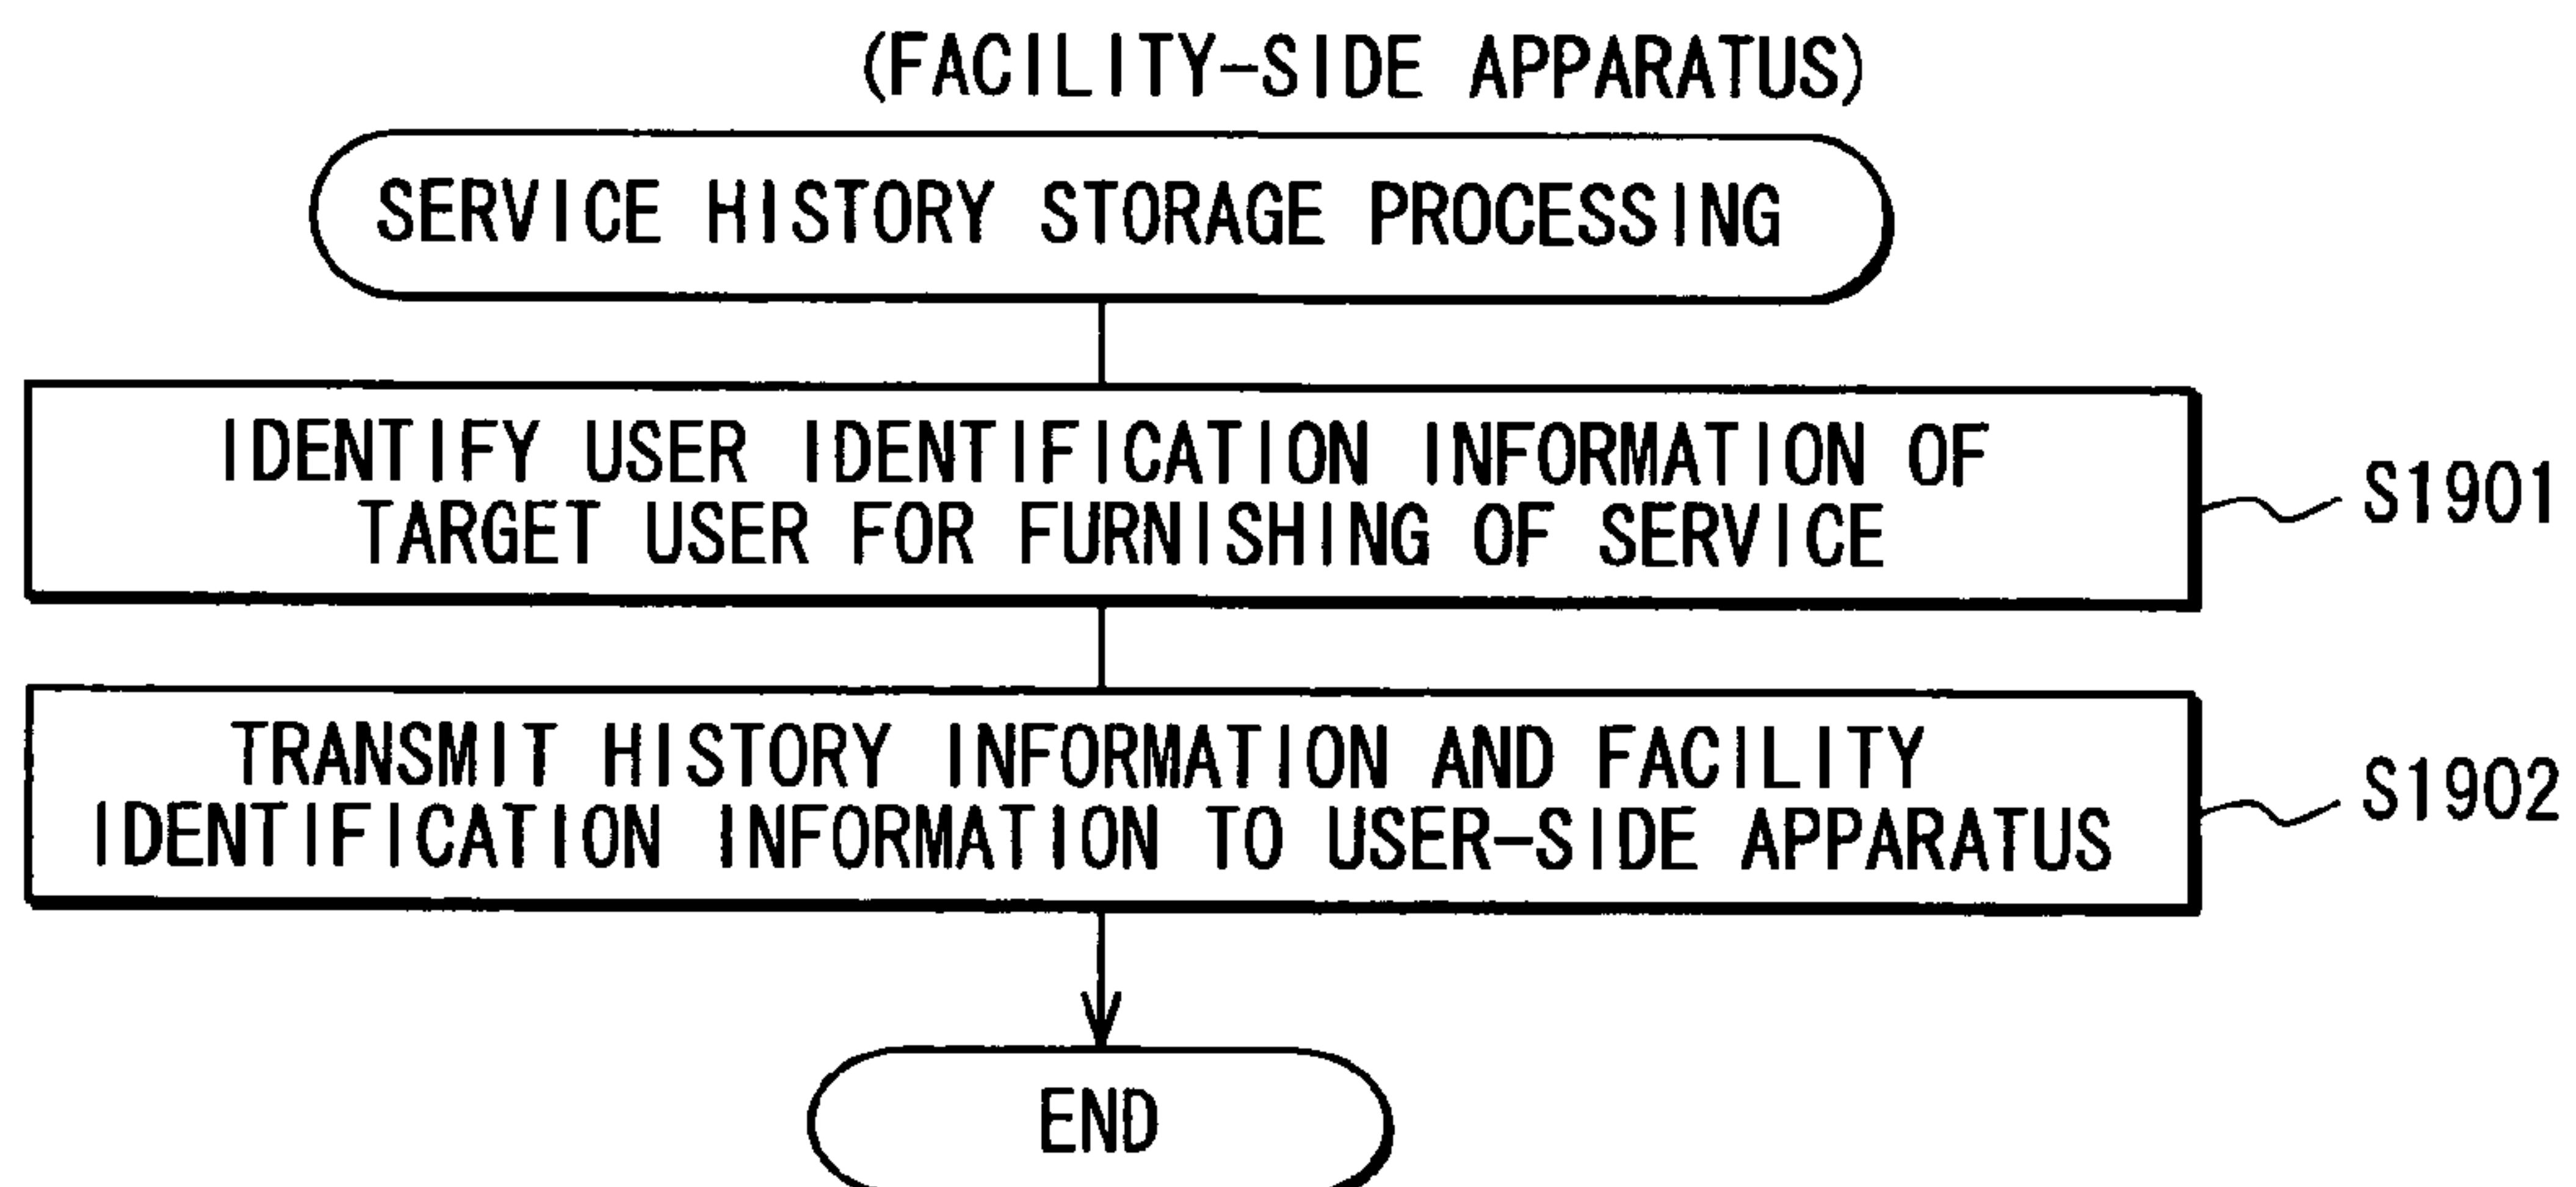 (FACILITY-SIDE APPARATUS)
SERVICE HISTORY STORAGE PROCESSING
IDENTIFY USER IDENTIFICATION INFORMATION OF
TARGET USER FOR FURNISHING OF SERVICE
S1901
TRANSMIT HISTORY INFORMATION AND FACILITY
IDENTIFICATION INFORMATION TO USER-SIDE APPARATUS
S1902
END